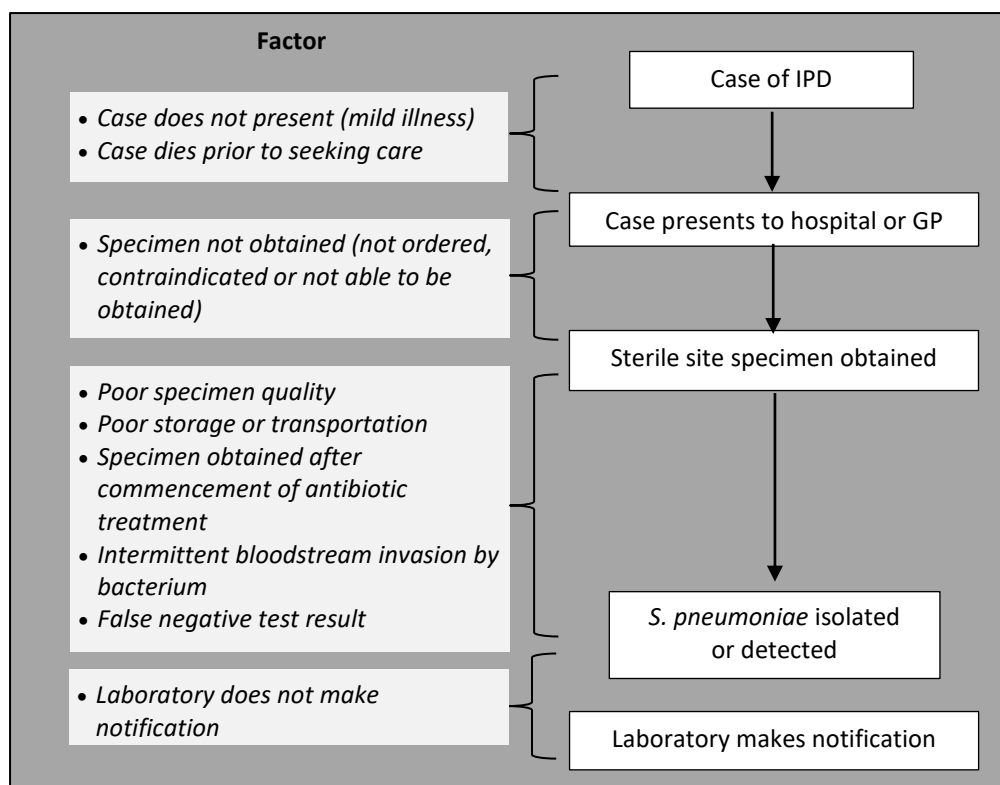 Factor
Case of IPD
• Case does not present (mild illness)
• Case dies prior to seeking care
Case presents to hospital or GP
• Specimen not obtained (not ordered,
contraindicated or not able to be
obtained)
Sterile site specimen obtained
• Poor specimen quality
• Poor storage or transportation
• Specimen obtained after
commencement of antibiotic
treatment
• Intermittent bloodstream invasion by
bacterium
• False negative test result
S. pneumoniae isolated
or detected
• Laboratory does not make
notification
Laboratory makes notification